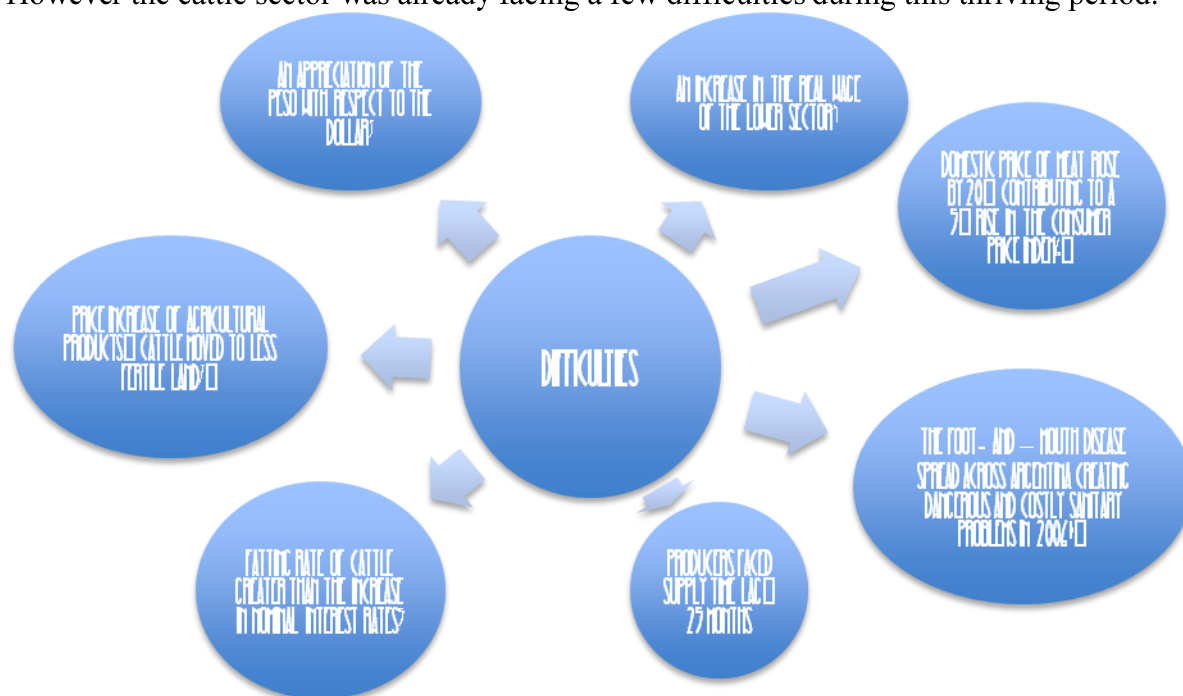 However the cattle sector was already facing a few difficulties during this thriving period.
AN APPRECIATION OF THE
PESO WITH RESPECT TO THE
DOLLAR
AN INCREASE IN THE REAL WAGE
OF THE LOWER SECTOR
DOMESTIC PRICE OF MEAT ROSE
BY 20 CONTRIBUTING TO A
5 RISE IN THE CONSUMER
PRICE INDEX
PRICE INCREASE OF AGRICULTURAL
PRODUCTS CATTLE MOVED TO LESS
FERTILE LAND
DIFFICULTIES
THE FOOT- AND – MOUTH DISEASE
SPREAD ACROSS ARGENTINA CREATING
DANGEROUS AND COSTLY SANITARY
PROBLEMS IN 2006
FATTING RATE OF CATTLE
GREATER THAN THE INCREASE
IN NOMINAL INTEREST RATES
PRODUCERS FACED
SUPPLY TIME LAG
25 MONTHS